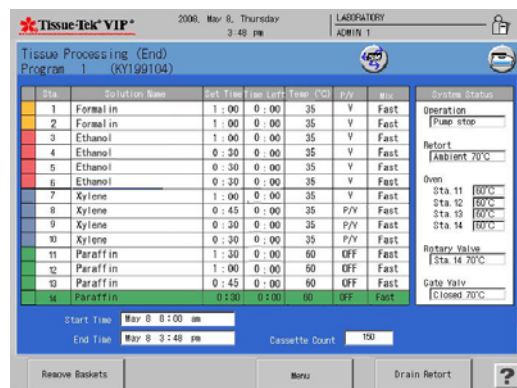 Tissue-Tek® VIP®
2008, May 8, Thursday
3:48 pm
LABORATORY
ADMIN 1
Tissue Processing (End)
Program 1 (KY199104)
Sta. Solution Name Set Time Time Left Temp (°C) P/V Mix
1 Formalin 1 : 00 0 : 00 35 V Fast
2 Formalin 1 : 00 0 : 00 35 V Fast
3 Ethanol 1 : 00 0 : 00 35 V Fast
4 Ethanol 0 : 30 0 : 00 35 V Fast
5 Ethanol 0 : 30 0 : 00 35 V Fast
6 Ethanol 0 : 30 0 : 00 35 V Fast
7 Xylene 1 : 00 0 : 00 35 V Fast
8 Xylene 0 : 45 0 : 00 35 P/V Fast
9 Xylene 0 : 30 0 : 00 35 P/V Fast
10 Xylene 0 : 30 0 : 00 35 P/V Fast
11 Paraffin 1 : 30 0 : 00 60 OFF Fast
12 Paraffin 1 : 00 0 : 00 60 OFF Fast
13 Paraffin 0 : 45 0 : 00 60 OFF Fast
14 Paraffin 0 : 30 0 : 00 60 OFF Fast
System Status
Operation
Pump stop
Retort
Ambient 70°C
Oven
Sta. 11 60°C
Sta. 12 60°C
Sta. 13 60°C
Sta. 14 60°C
Rotary Valve
Sta. 14 70°C
Gate Valv
Closed 70°C
Start Time May 8 8:00 am
End Time May 8 3:48 pm
Cassette Count 150
Remove Baskets
Menu
Drain Retort
?